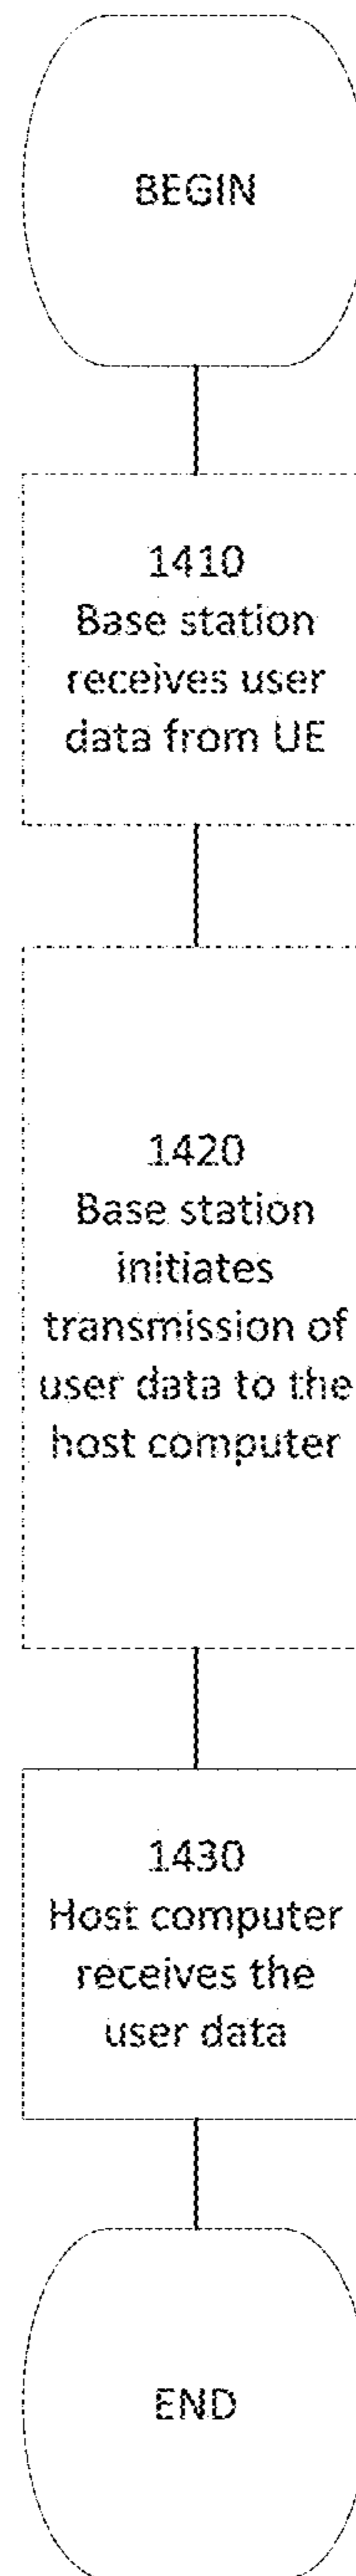 BEGIN
1410
Base station
receives user
data from UE
1420
Base station
initiates
transmission of
user data to the
host computer
1430
Host computer
receives the
user data
END